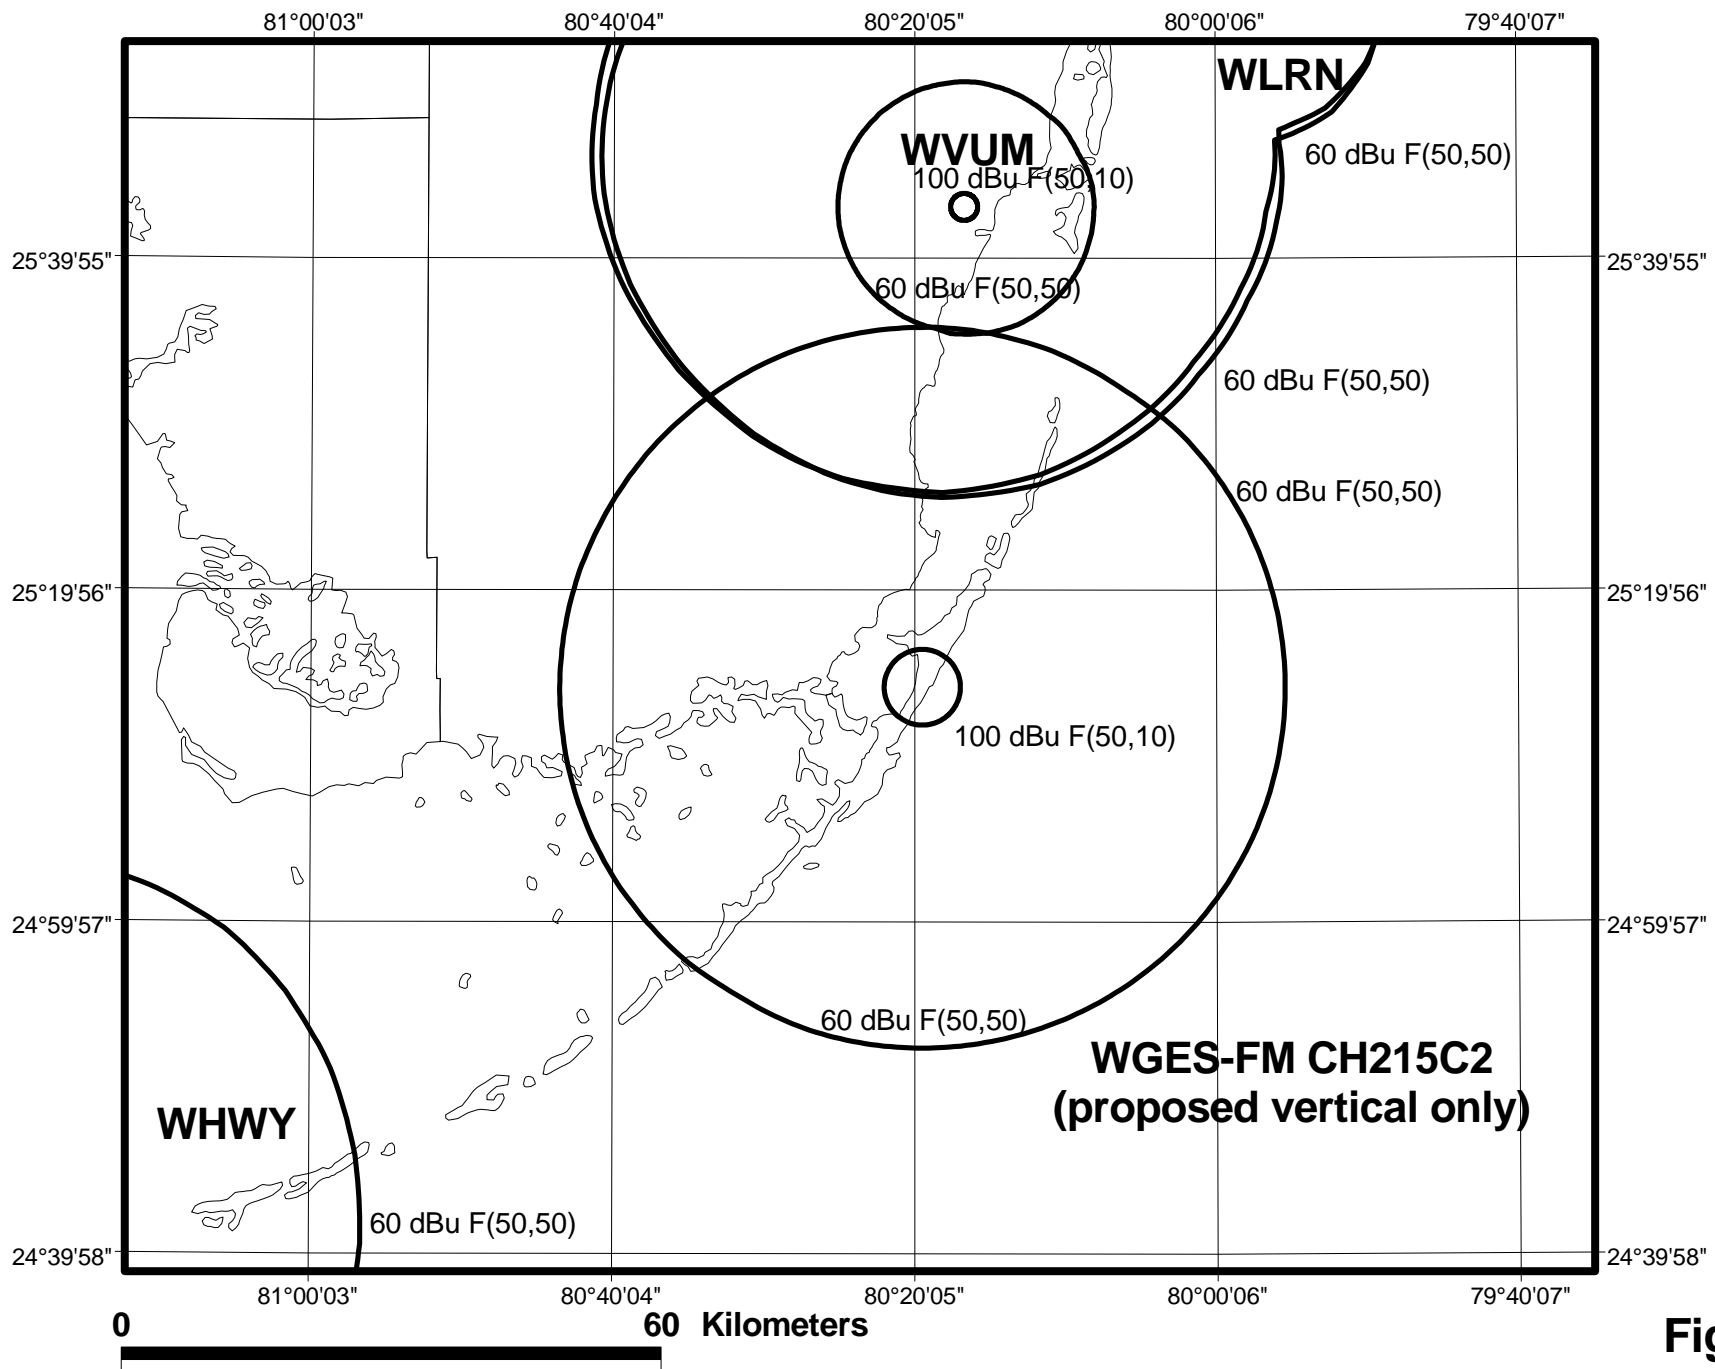 81°00'03" 80°40'04" 80°20'05" 80°00'06" 79°40'07"
WLRN
WVUM
60 dBu F(50,50)
100 dBu F(50,10)
25°39'55" 25°39'55"
60 dBu F(50,50)
60 dBu F(50,50)
60 dBu F(50,50)
25°19'56" 25°19'56"
100 dBu F(50,10)
24°59'57" 24°59'57"
60 dBu F(50,50)
WGES-FM CH215C2
(proposed vertical only)
WHWY
60 dBu F(50,50)
24°39'58" 24°39'58"
81°00'03" 80°40'04" 80°20'05" 80°00'06" 79°40'07"
0 60 Kilometers